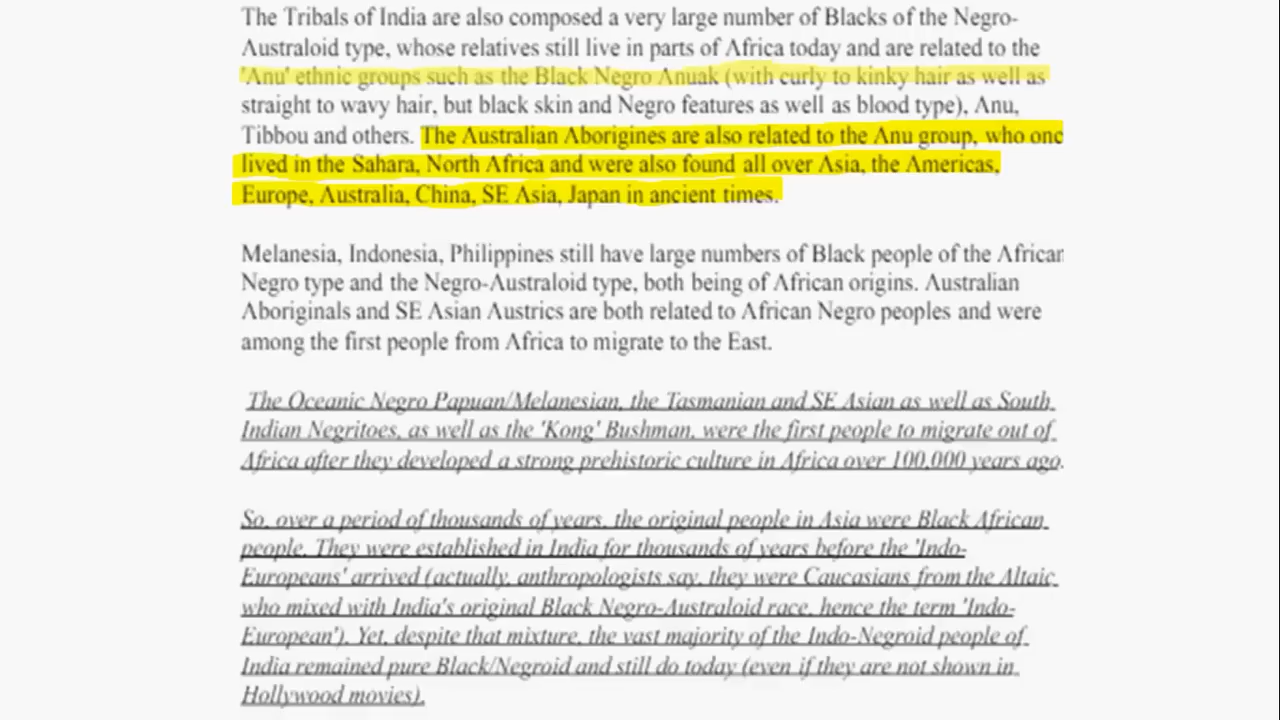 The Tribals of India are also composed a very large number of Blacks of the Negro-
Australoid type, whose relatives still live in parts of Africa today and are related to the
'Anu' ethnic groups such as the Black Negro Anuak (with curly to kinky hair as well as
straight to wavy hair, but black skin and Negro features as well as blood type), Anu,
Tibbou and others. The Australian Aborigines are also related to the Anu group, who onc
lived in the Sahara, North Africa and were also found all over Asia, the Americas,
Europe, Australia, China, SE Asia, Japan in ancient times.
Melanesia, Indonesia, Philippines still have large numbers of Black people of the African
Negro type and the Negro-Australoid type, both being of African origins. Australian
Aboriginals and SE Asian Austrics are both related to African Negro peoples and were
among the first people from Africa to migrate to the East.
The Oceanic Negro Papuan/Melanesian, the Tasmanian and SE Asian as well as South
Indian Negritoes, as well as the 'Kong' Bushman, were the first people to migrate out of
Africa after they developed a strong prehistoric culture in Africa over 100,000 years ago.
So, over a period of thousands of years, the original people in Asia were Black African
people. They were established in India for thousands of years before the 'Indo-
Europeans' arrived (actually, anthropologists say, they were Caucasians from the Altaic
who mixed with India's original Black Negro-Australoid race, hence the term 'Indo-
European'). Yet, despite that mixture, the vast majority of the Indo-Negroid people of
India remained pure Black/Negroid and still do today (even if they are not shown in
Hollywood movies).